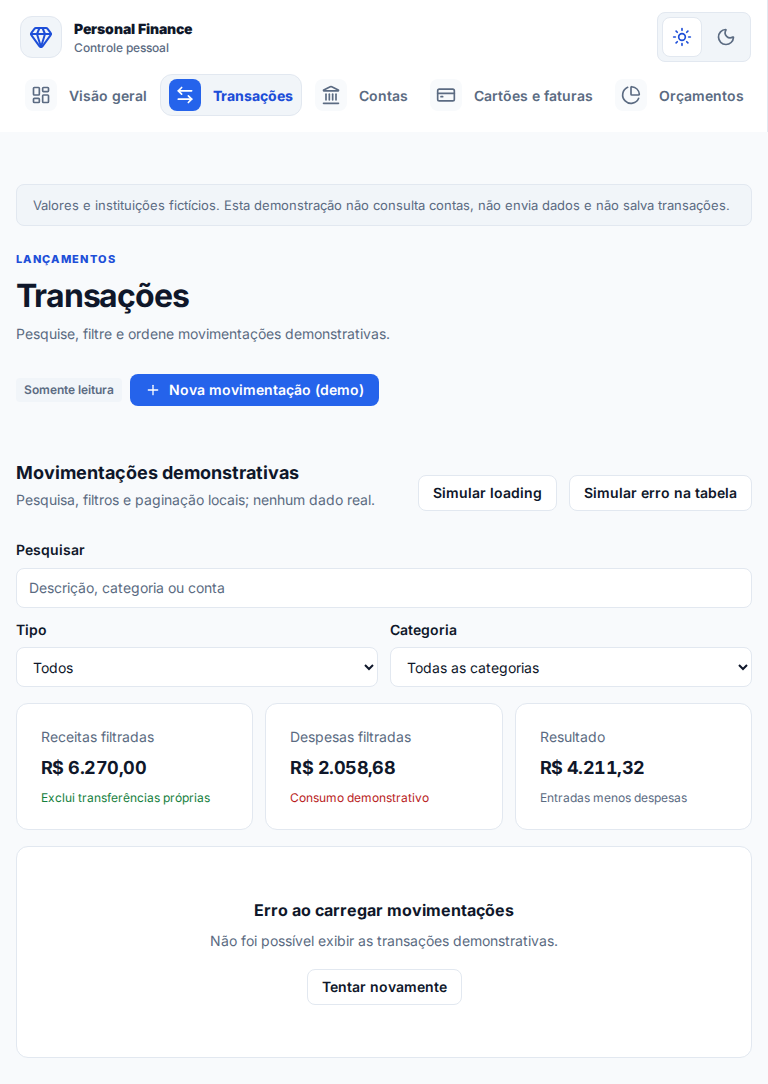 Personal Finance
Controle pessoal
Visão geral
Transações
Contas
Cartões e faturas
Orçamentos
Valores e instituições fictícios. Esta demonstração não consulta contas, não envia dados e não salva transações.
LANÇAMENTOS
Transações
Pesquise, filtre e ordene movimentações demonstrativas.
Somente leitura
Nova movimentação (demo)
Movimentações demonstrativas
Pesquisa, filtros e paginação locais; nenhum dado real.
Simular loading
Simular erro na tabela
Pesquisar
Descrição, categoria ou conta
Tipo
Categoria
Todos
Todas as categorias
Receitas filtradas
R$ 6.270,00
Exclui transferências próprias
Despesas filtradas
R$ 2.058,68
Consumo demonstrativo
Resultado
R$ 4.211,32
Entradas menos despesas
Erro ao carregar movimentações
Não foi possível exibir as transações demonstrativas.
Tentar novamente